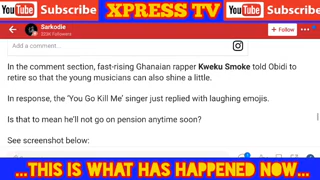 YouTube Subscribe XPRESS TV YouTube Subscribe
Sarkodie
+ Follow
Add a comment...
In the comment section, fast-rising Ghanaian rapper Kweku Smoke told Obidi to
retire so that the young musicians can also shine a little.
In response, the 'You Go Kill Me' singer just replied with laughing emojis.
Is that to mean he'll not go on pension anytime soon?
See screenshot below:
...THIS IS WHAT HAS HAPPENED NOW...